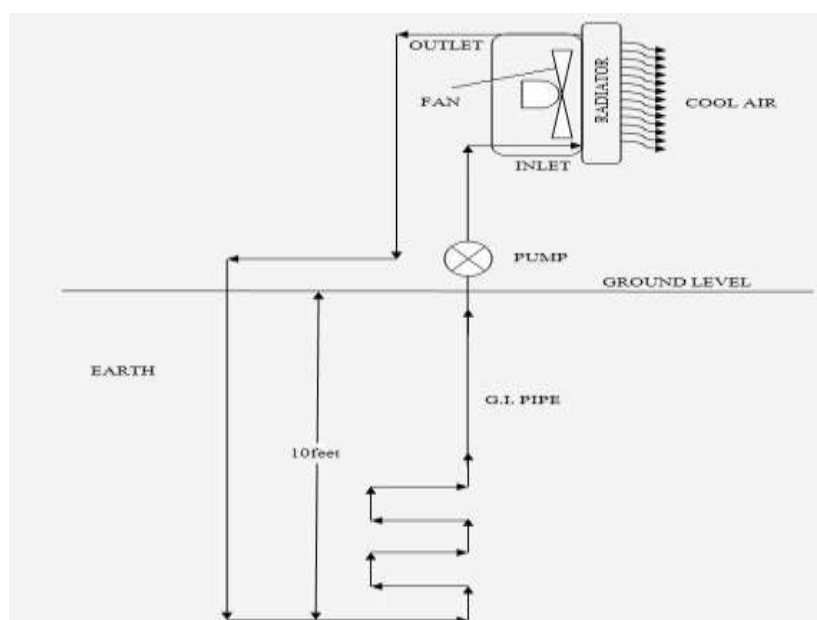 OUTLET
FAN
RADIATOR
COOL AIR
INLET
PUMP
GROUND LEVEL
EARTH
G.I. PIPE
10feet